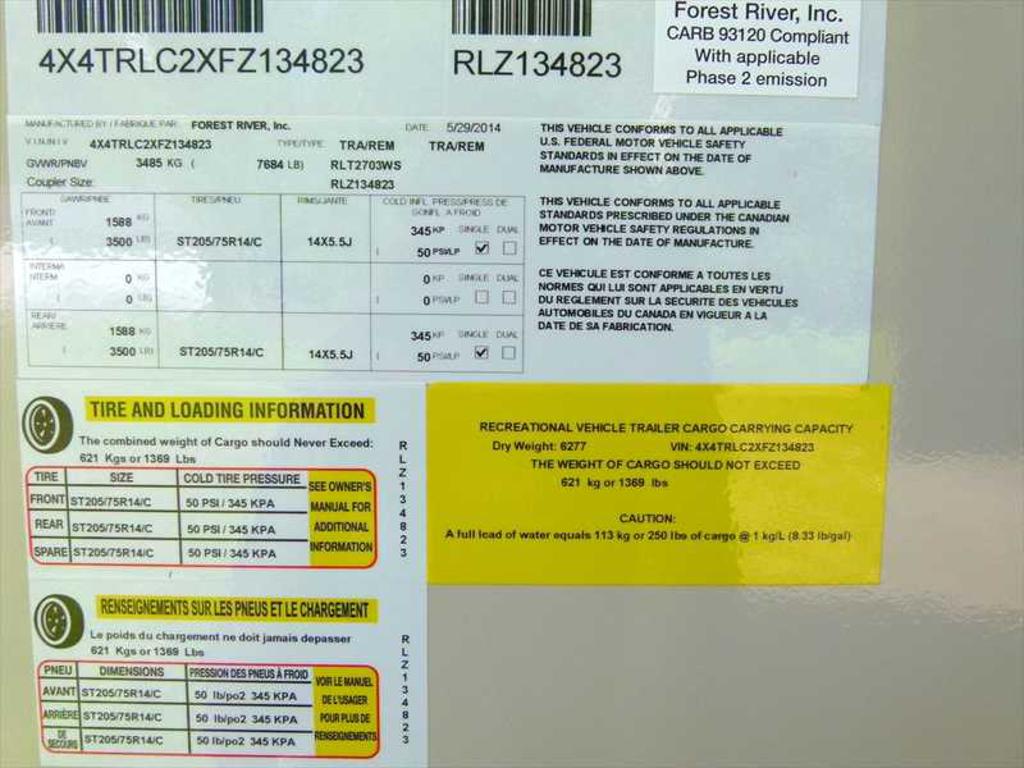 4X4TRLC2XFZ134823
RLZ134823
Forest River, Inc.
CARB 93120 Compliant
With applicable
Phase 2 emission
MANUFACTURED BY / FABRIQUE PAR: FOREST RIVER, Inc. DATE: 5/29/2014
V.I.N./N.I.V. 4X4TRLC2XFZ134823 TYPE/TYPE: TRA/REM TRA/REM
GVWR/PNBV 3485 KG ( 7684 LB) RLT2703WS
Coupler Size: RLZ134823
GAWR/PNBE TIRES/PNEU RIMS/JANTE COLD INFL. PRESS/PRESS DE GONFL. A FROID
FRONT/ AVANT 1588 KG 345 KP SINGLE DUAL
( 3500 LB) ST205/75R14/C 14X5.5J ( 50 PSI/LP
INTERM/ INTERM 0 KG 0 KP SINGLE DUAL
( 0 LB) ( 0 PSI/LP
REAR/ ARRIERE 1588 KG 345 KP SINGLE DUAL
( 3500 LB) ST205/75R14/C 14X5.5J ( 50 PSI/LP
THIS VEHICLE CONFORMS TO ALL APPLICABLE
U.S. FEDERAL MOTOR VEHICLE SAFETY
STANDARDS IN EFFECT ON THE DATE OF
MANUFACTURE SHOWN ABOVE.
THIS VEHICLE CONFORMS TO ALL APPLICABLE
STANDARDS PRESCRIBED UNDER THE CANADIAN
MOTOR VEHICLE SAFETY REGULATIONS IN
EFFECT ON THE DATE OF MANUFACTURE.
CE VEHICULE EST CONFORME A TOUTES LES
NORMES QUI LUI SONT APPLICABLES EN VERTU
DU REGLEMENT SUR LA SECURITE DES VEHICULES
AUTOMOBILES DU CANADA EN VIGUEUR A LA
DATE DE SA FABRICATION.
TIRE AND LOADING INFORMATION
The combined weight of Cargo should Never Exceed:
621 Kgs or 1369 Lbs
TIRE SIZE COLD TIRE PRESSURE
FRONT ST205/75R14/C 50 PSI / 345 KPA
REAR ST205/75R14/C 50 PSI / 345 KPA
SPARE ST205/75R14/C 50 PSI / 345 KPA
SEE OWNER'S
MANUAL FOR
ADDITIONAL
INFORMATION
RLZ134823
RECREATIONAL VEHICLE TRAILER CARGO CARRYING CAPACITY
Dry Weight: 6277 VIN: 4X4TRLC2XFZ134823
THE WEIGHT OF CARGO SHOULD NOT EXCEED
621 kg or 1369 lbs
CAUTION:
A full load of water equals 113 kg or 250 lbs of cargo @ 1 kg/L (8.33 lb/gal)
RENSEIGNEMENTS SUR LES PNEUS ET LE CHARGEMENT
Le poids du chargement ne doit jamais depasser
621 Kgs or 1369 Lbs
PNEU DIMENSIONS PRESSION DES PNEUS À FROID
AVANT ST205/75R14/C 50 lb/po2 345 KPA
ARRIÈRE ST205/75R14/C 50 lb/po2 345 KPA
DE SECOURS ST205/75R14/C 50 lb/po2 345 KPA
VOIR LE MANUEL
DE L'USAGER
POUR PLUS DE
RENSEIGNEMENTS
RLZ134823